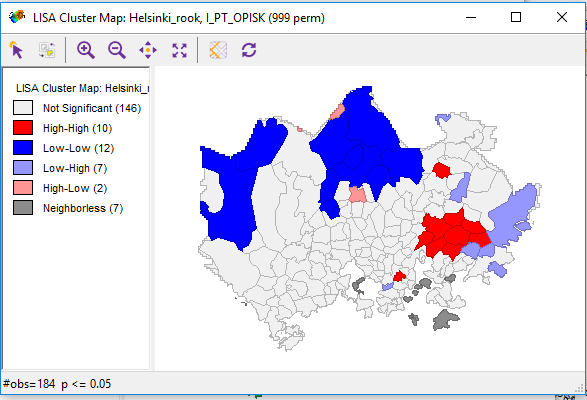 LISA Cluster Map: Helsinki_rook, I_PT_OPISK (999 perm)
LISA Cluster Map: Helsinki_r
Not Significant (146)
High-High (10)
Low-Low (12)
Low-High (7)
High-Low (2)
Neighborless (7)
#obs=184 p <= 0.05